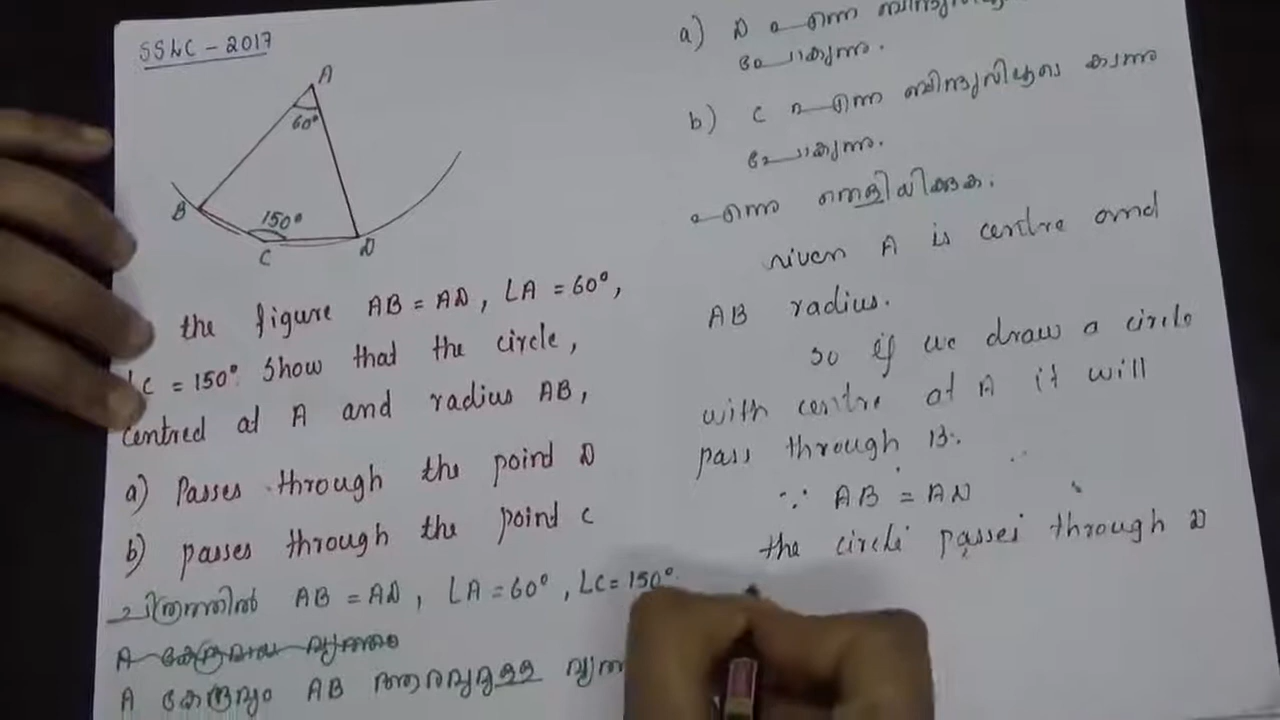 SSLC - 2017
A
60°
B
150°
C
D
the figure AB = AD, ∠A = 60°,
∠C = 150°. Show that the circle,
centred at A and radius AB,
a) Passes through the point D
b) passes through the point C
ചിത്രത്തിൽ AB = AD, ∠A = 60°, ∠C = 150°.
A കേന്ദ്രവും AB ആരവുമുള്ള
a) D എന്ന
പോകുന്നു.
b) C എന്ന ബിന്ദുവിലൂടെ കടന്നു
പോകുന്നു.
എന്ന് തെളിയിക്കുക.
Given A is centre and
AB radius.
So if we draw a circle
with centre at A it will
pass through B.
∵ AB = AD
the circle passes through D